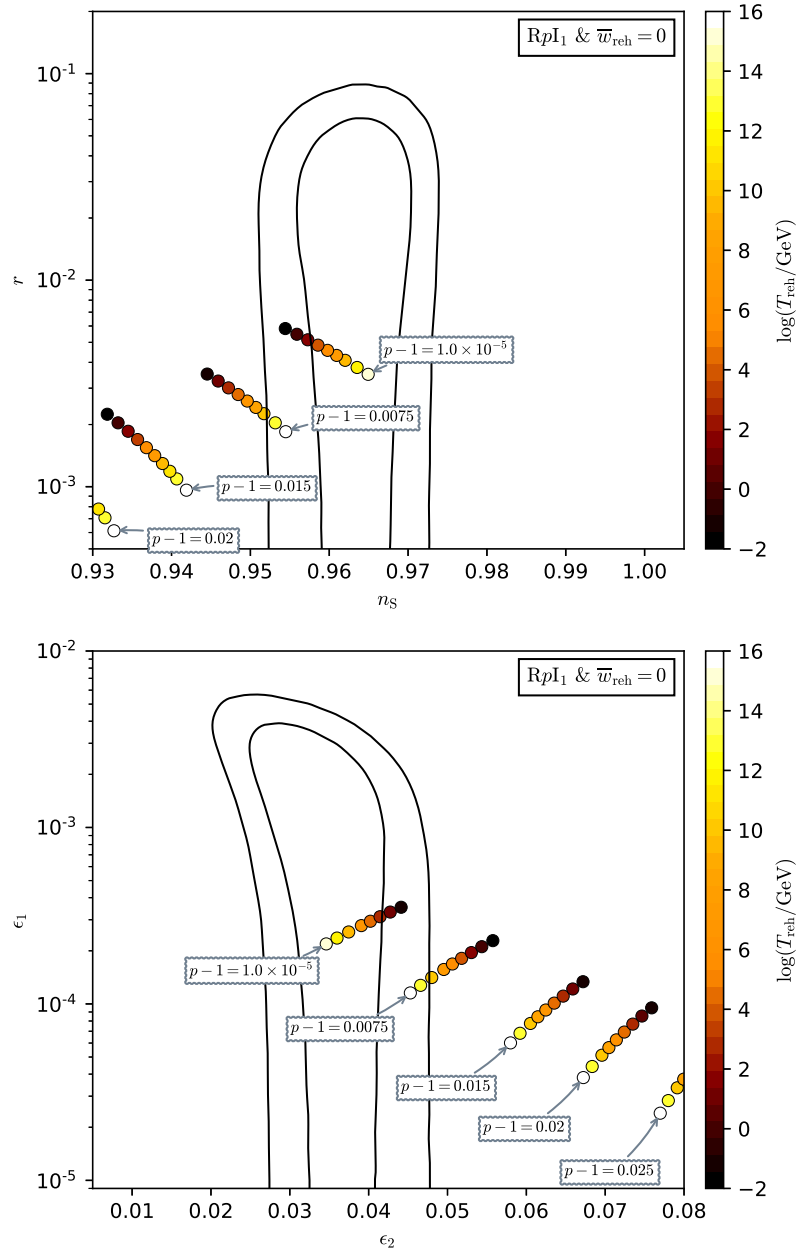 RpI₁ & w̅_reh = 0
10⁻¹
10⁻²
10⁻³
r
p − 1 = 1.0 × 10⁻⁵
p − 1 = 0.0075
p − 1 = 0.015
p − 1 = 0.02
0.93 0.94 0.95 0.96 0.97 0.98 0.99 1.00
n_S
16
14
12
10
8
6
4
2
0
−2
log(T_reh/GeV)
RpI₁ & w̅_reh = 0
10⁻²
10⁻³
10⁻⁴
10⁻⁵
ϵ₁
p − 1 = 1.0 × 10⁻⁵
p − 1 = 0.0075
p − 1 = 0.015
p − 1 = 0.02
p − 1 = 0.025
0.01 0.02 0.03 0.04 0.05 0.06 0.07 0.08
ϵ₂
16
14
12
10
8
6
4
2
0
−2
log(T_reh/GeV)